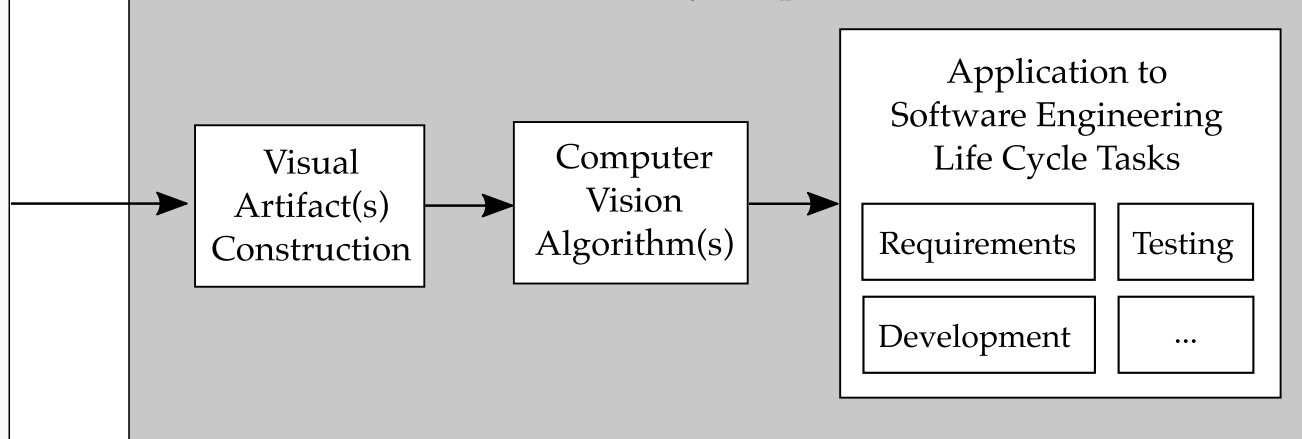 Visual
Artifact(s)
Construction
Computer
Vision
Algorithm(s)
Application to
Software Engineering
Life Cycle Tasks
Requirements
Testing
Development
...